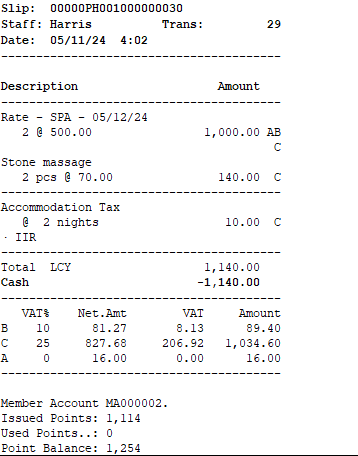 Slip: 00000PH001000000030
Staff: Harris Trans: 29
Date: 05/11/24 4:02
Description Amount
Rate - SPA - 05/12/24
2 @ 500.00 1,000.00 AB
C
Stone massage
2 pcs @ 70.00 140.00 C
Accommodation Tax
@ 2 nights 10.00 C
· IIR
Total LCY 1,140.00
Cash -1,140.00
VAT% Net.Amt VAT Amount
B 10 81.27 8.13 89.40
C 25 827.68 206.92 1,034.60
A 0 16.00 0.00 16.00
Member Account MA000002.
Issued Points: 1,114
Used Points..: 0
Point Balance: 1,254